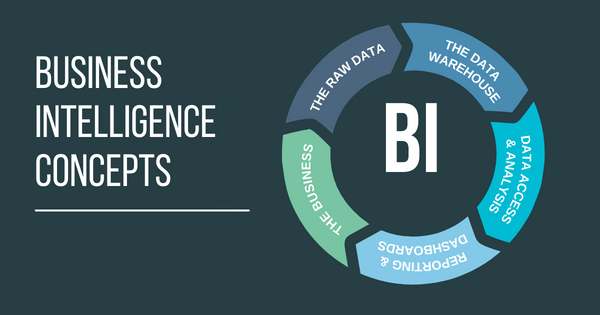 BUSINESS
INTELLIGENCE
CONCEPTS
BI
THE RAW DATA
THE DATA
WAREHOUSE
DATA ACCESS
& ANALYSIS
REPORTING &
DASHBOARDS
THE BUSINESS